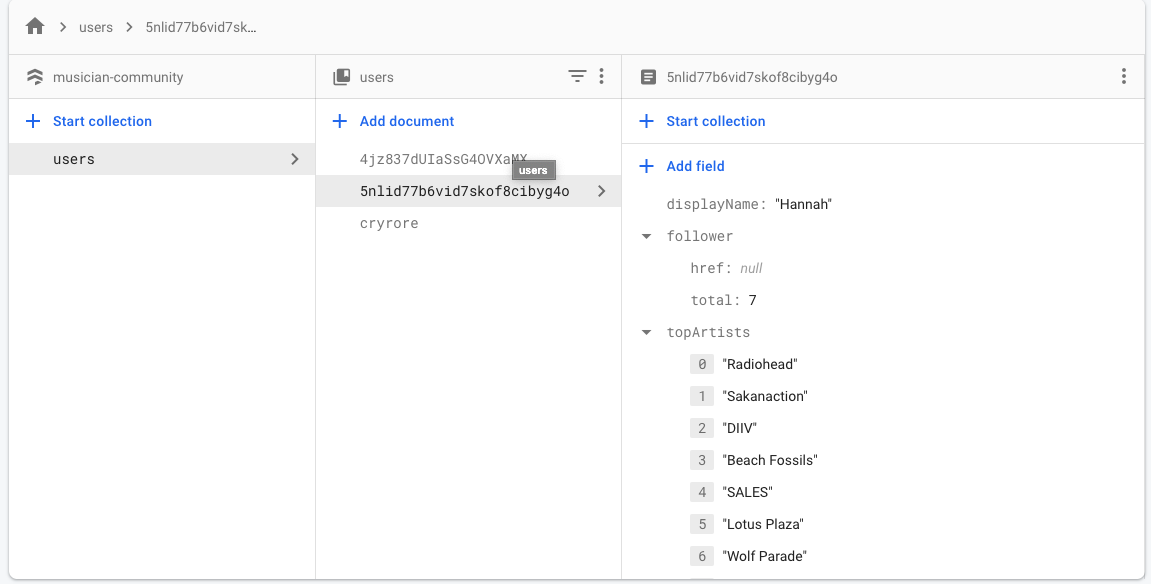 users
5nlid77b6vid7sk…
musician-community
users
5nlid77b6vid7skof8cibyg4o
Start collection
Add document
Start collection
users
4jz837dUIaSsG4OVXaMX
users
5nlid77b6vid7skof8cibyg4o
cryrore
Add field
displayName: "Hannah"
follower
href: null
total: 7
topArtists
0 "Radiohead"
1 "Sakanaction"
2 "DIIV"
3 "Beach Fossils"
4 "SALES"
5 "Lotus Plaza"
6 "Wolf Parade"